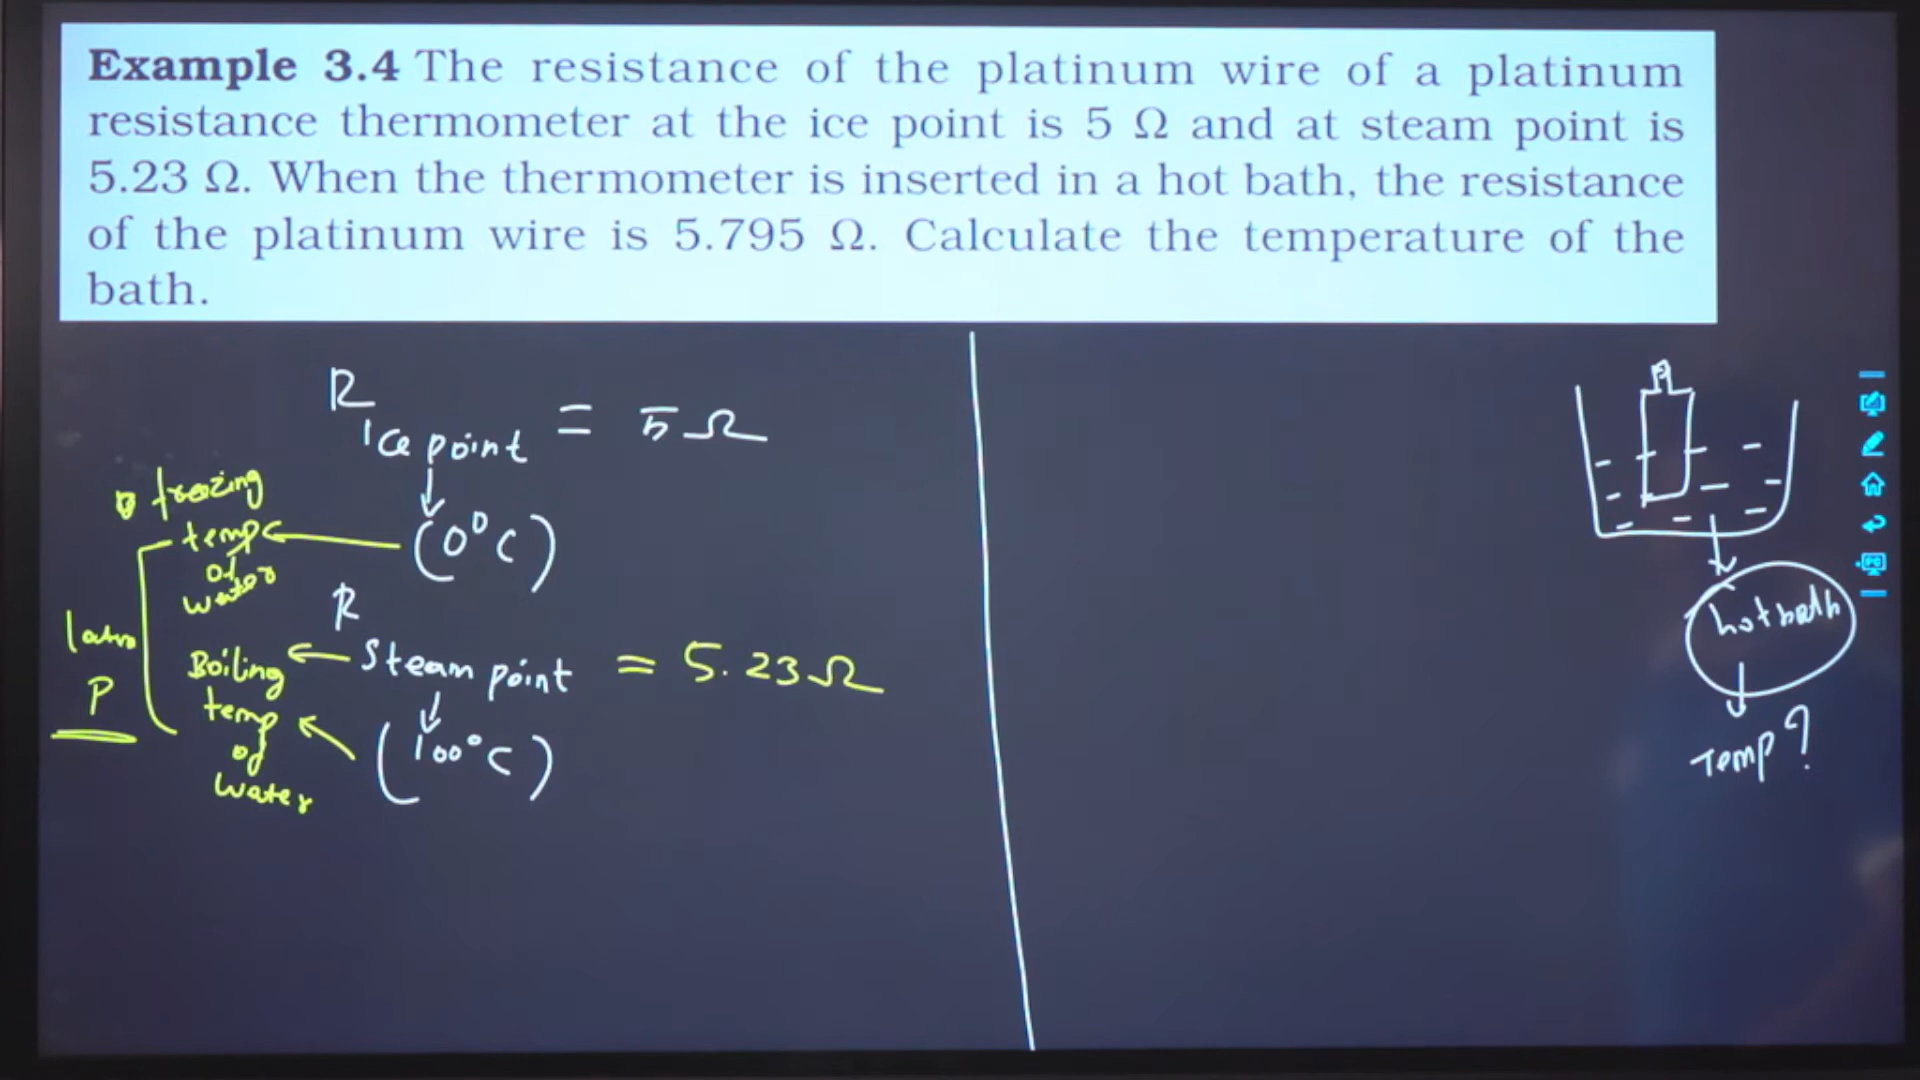 Example 3.4 The resistance of the platinum wire of a platinum
resistance thermometer at the ice point is 5 Ω and at steam point is
5.23 Ω. When the thermometer is inserted in a hot bath, the resistance
of the platinum wire is 5.795 Ω. Calculate the temperature of the
bath.
R
Ice point = 5Ω
(0°C)
freezing
temp
of
water
R
Steam point = 5.23Ω
(100°C)
Boiling
temp
of
water
1atm
P
hot bath
Temp?
PC